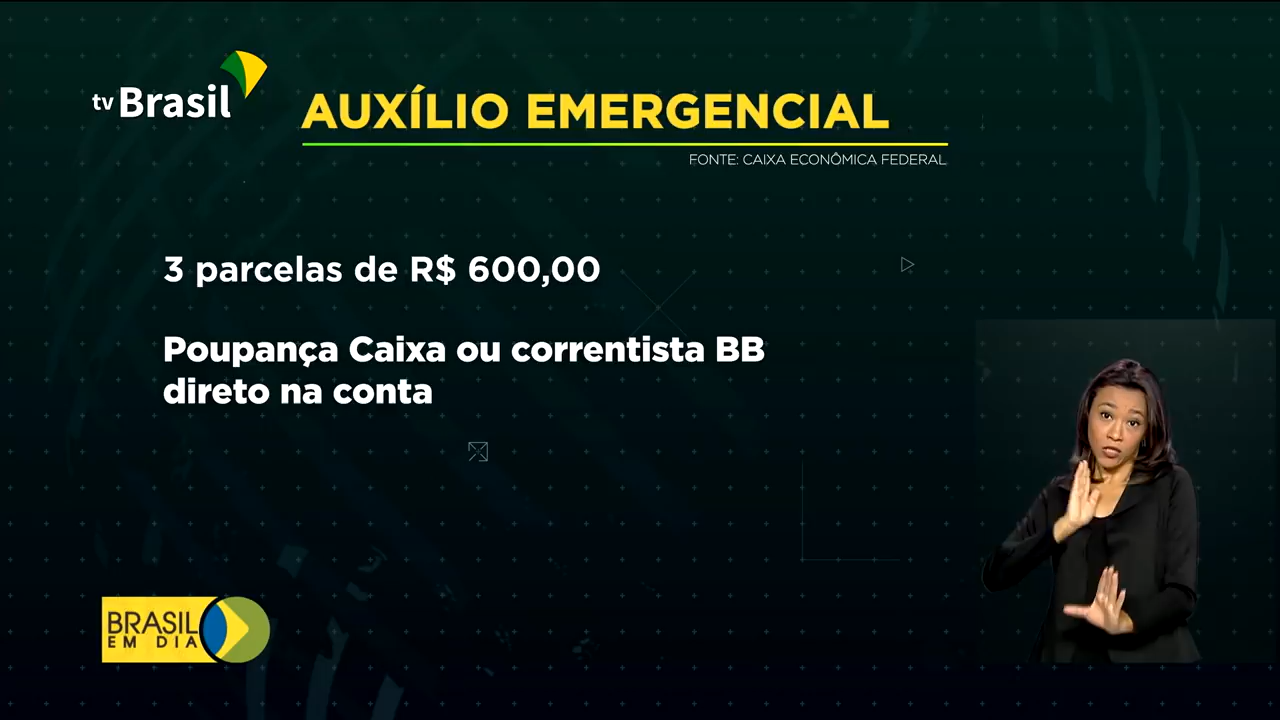 tv Brasil
AUXÍLIO EMERGENCIAL
FONTE: CAIXA ECONÔMICA FEDERAL
3 parcelas de R$ 600,00
Poupança Caixa ou correntista BB
direto na conta
BRASIL
EM DIA